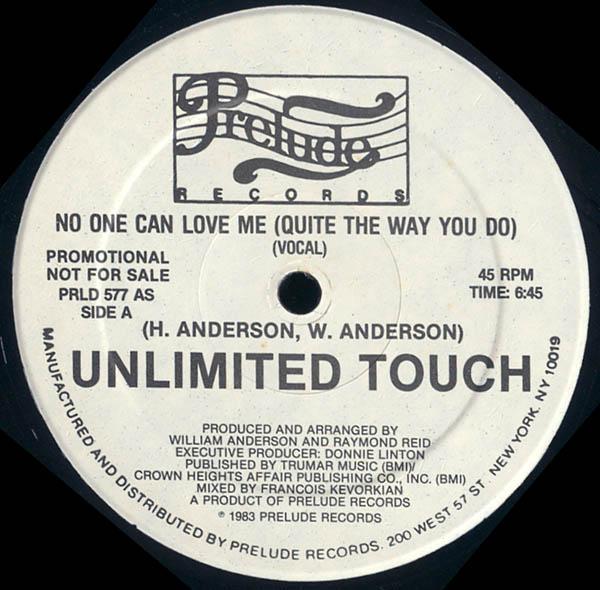 Prelude
RECORDS
NO ONE CAN LOVE ME (QUITE THE WAY YOU DO)
(VOCAL)
PROMOTIONAL
NOT FOR SALE
PRLD 577 AS
SIDE A
45 RPM
TIME: 6:45
(H. ANDERSON, W. ANDERSON)
UNLIMITED TOUCH
PRODUCED AND ARRANGED BY
WILLIAM ANDERSON AND RAYMOND REID
EXECUTIVE PRODUCER: DONNIE LINTON
PUBLISHED BY TRUMAR MUSIC (BMI)/
CROWN HEIGHTS AFFAIR PUBLISHING CO., INC. (BMI)
MIXED BY FRANCOIS KEVORKIAN
A PRODUCT OF PRELUDE RECORDS
℗ 1983 PRELUDE RECORDS
MANUFACTURED AND DISTRIBUTED BY PRELUDE RECORDS. 200 WEST 57 ST. NEW YORK. NY 10019